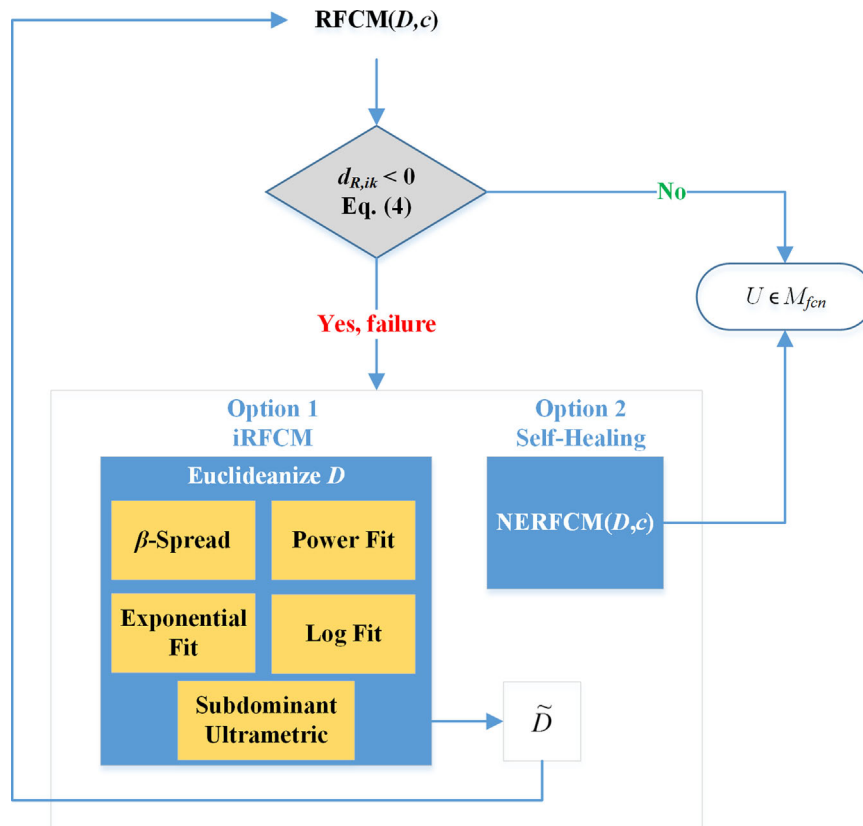 RFCM(D,c)
d_{R,ik} < 0
Eq. (4)
No
U ϵ M_{fcn}
Yes, failure
Option 1
iRFCM
Option 2
Self-Healing
Euclideanize D
β-Spread
Power Fit
Exponential
Fit
Log Fit
Subdominant
Ultrametric
NERFCM(D,c)
D̃